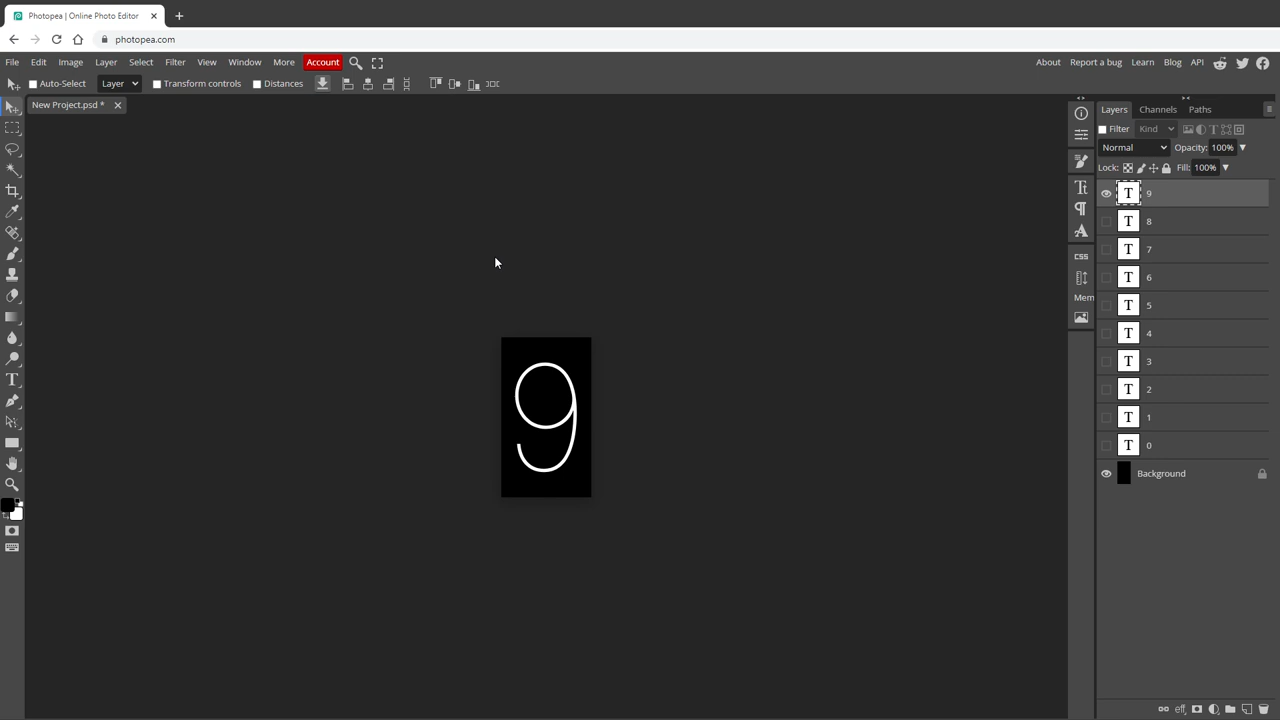 Photopea | Online Photo Editor
photopea.com
File Edit Image Layer Select Filter View Window More Account About Report a bug Learn Blog API
Auto-Select Layer Transform controls Distances
New Project.psd *
Layers Channels Paths
Filter Kind
Normal Opacity: 100%
Lock: Fill: 100%
T 9
T 8
T 7
T 6
T 5
T 4
T 3
T 2
T 1
T 0
Background
CSS
Mem
9
eff